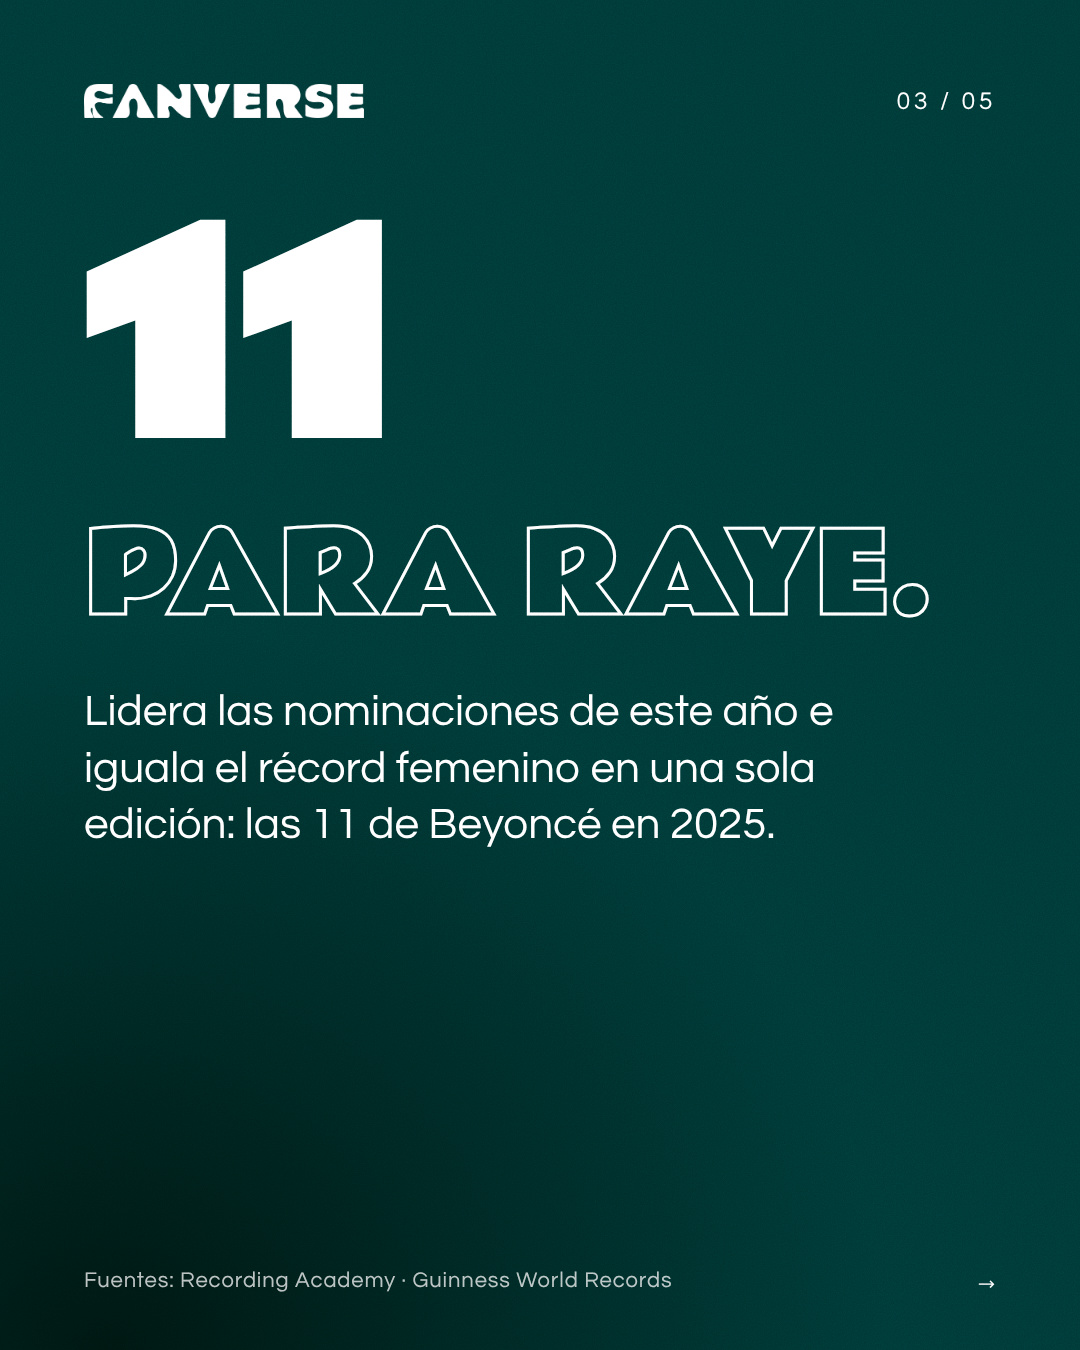 FANVERSE
03 / 05
11
PARA RAYE.
Lidera las nominaciones de este año e
iguala el récord femenino en una sola
edición: las 11 de Beyoncé en 2025.
Fuentes: Recording Academy · Guinness World Records
→